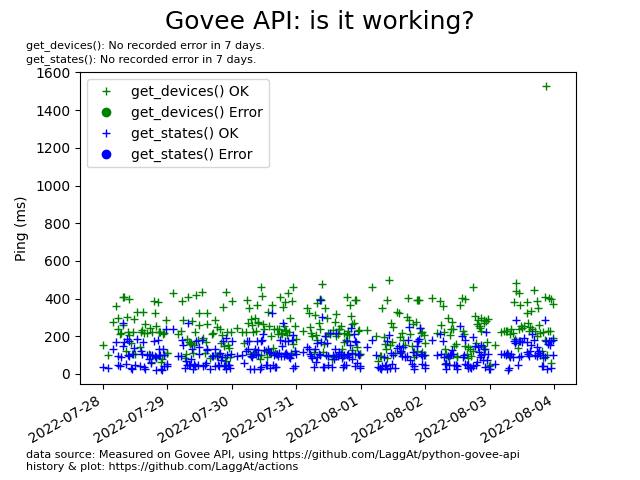 Govee API: is it working?
get_devices(): No recorded error in 7 days.
get_states(): No recorded error in 7 days.
get_devices() OK
get_devices() Error
get_states() OK
get_states() Error
1600
1400
1200
1000
800
600
400
200
0
Ping (ms)
2022-07-28
2022-07-29
2022-07-30
2022-07-31
2022-08-01
2022-08-02
2022-08-03
2022-08-04
data source: Measured on Govee API, using https://github.com/LaggAt/python-govee-api
history & plot: https://github.com/LaggAt/actions